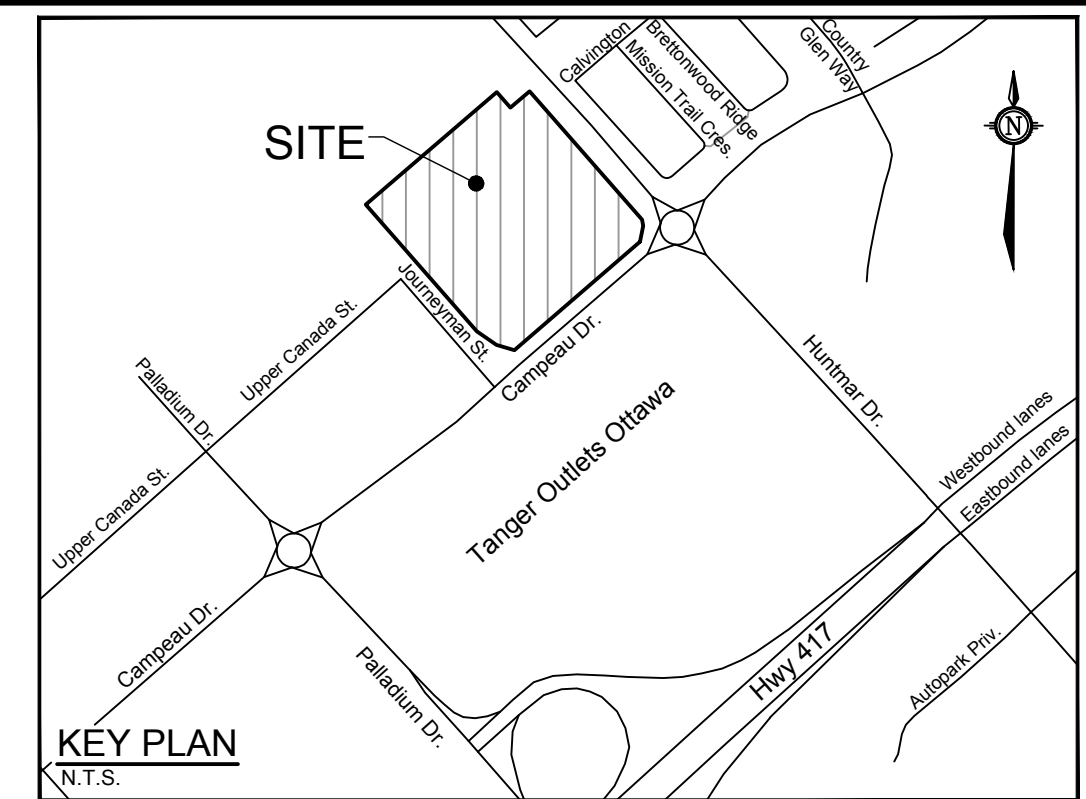 Calvington
Brettonwood Ridge
Mission Trail Cres.
Country
Glen Way
N
SITE
Journeyman St.
Upper Canada St.
Campeau Dr.
Palladium Dr.
Huntmar Dr.
Tanger Outlets Ottawa
Westbound lanes
Eastbound lanes
Upper Canada St.
Campeau Dr.
Palladium Dr.
Hwy 417
Autopark Priv.
KEY PLAN
N.T.S.